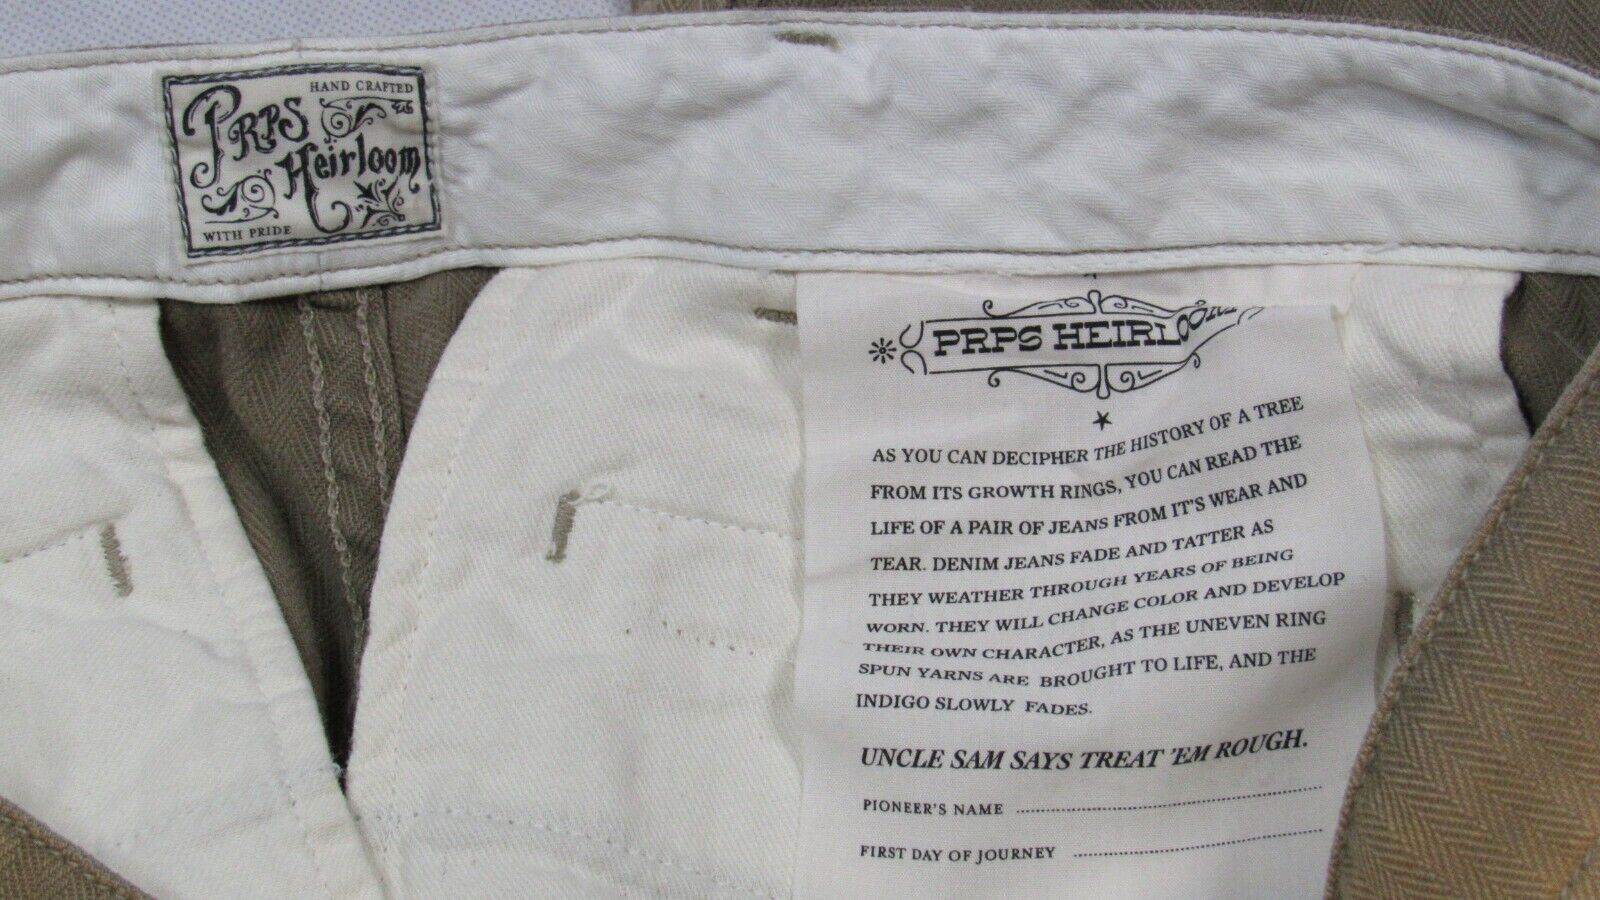 HAND CRAFTED
PRPS
Heirloom
WITH PRIDE
PRPS HEIRLOOM
AS YOU CAN DECIPHER THE HISTORY OF A TREE
FROM ITS GROWTH RINGS, YOU CAN READ THE
LIFE OF A PAIR OF JEANS FROM IT'S WEAR AND
TEAR. DENIM JEANS FADE AND TATTER AS
THEY WEATHER THROUGH YEARS OF BEING
WORN. THEY WILL CHANGE COLOR AND DEVELOP
THEIR OWN CHARACTER, AS THE UNEVEN RING
SPUN YARNS ARE BROUGHT TO LIFE, AND THE
INDIGO SLOWLY FADES.
UNCLE SAM SAYS TREAT 'EM ROUGH.
PIONEER'S NAME
FIRST DAY OF JOURNEY